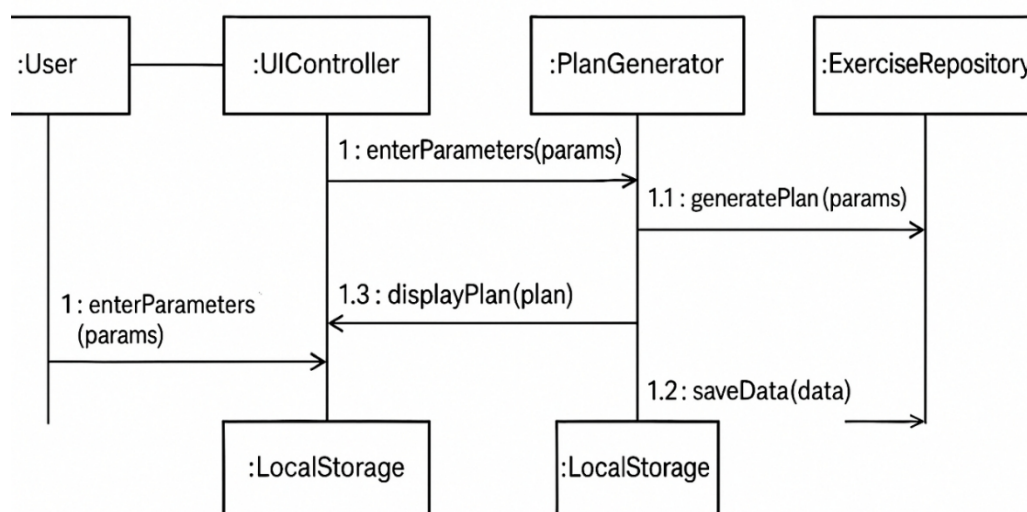 :User
:UIController
:PlanGenerator
:ExerciseRepository
1 : enterParameters(params)
1.1 : generatePlan (params)
1.3 : displayPlan(plan)
1 : enterParameters
(params)
1.2 : saveData(data)
:LocalStorage
:LocalStorage